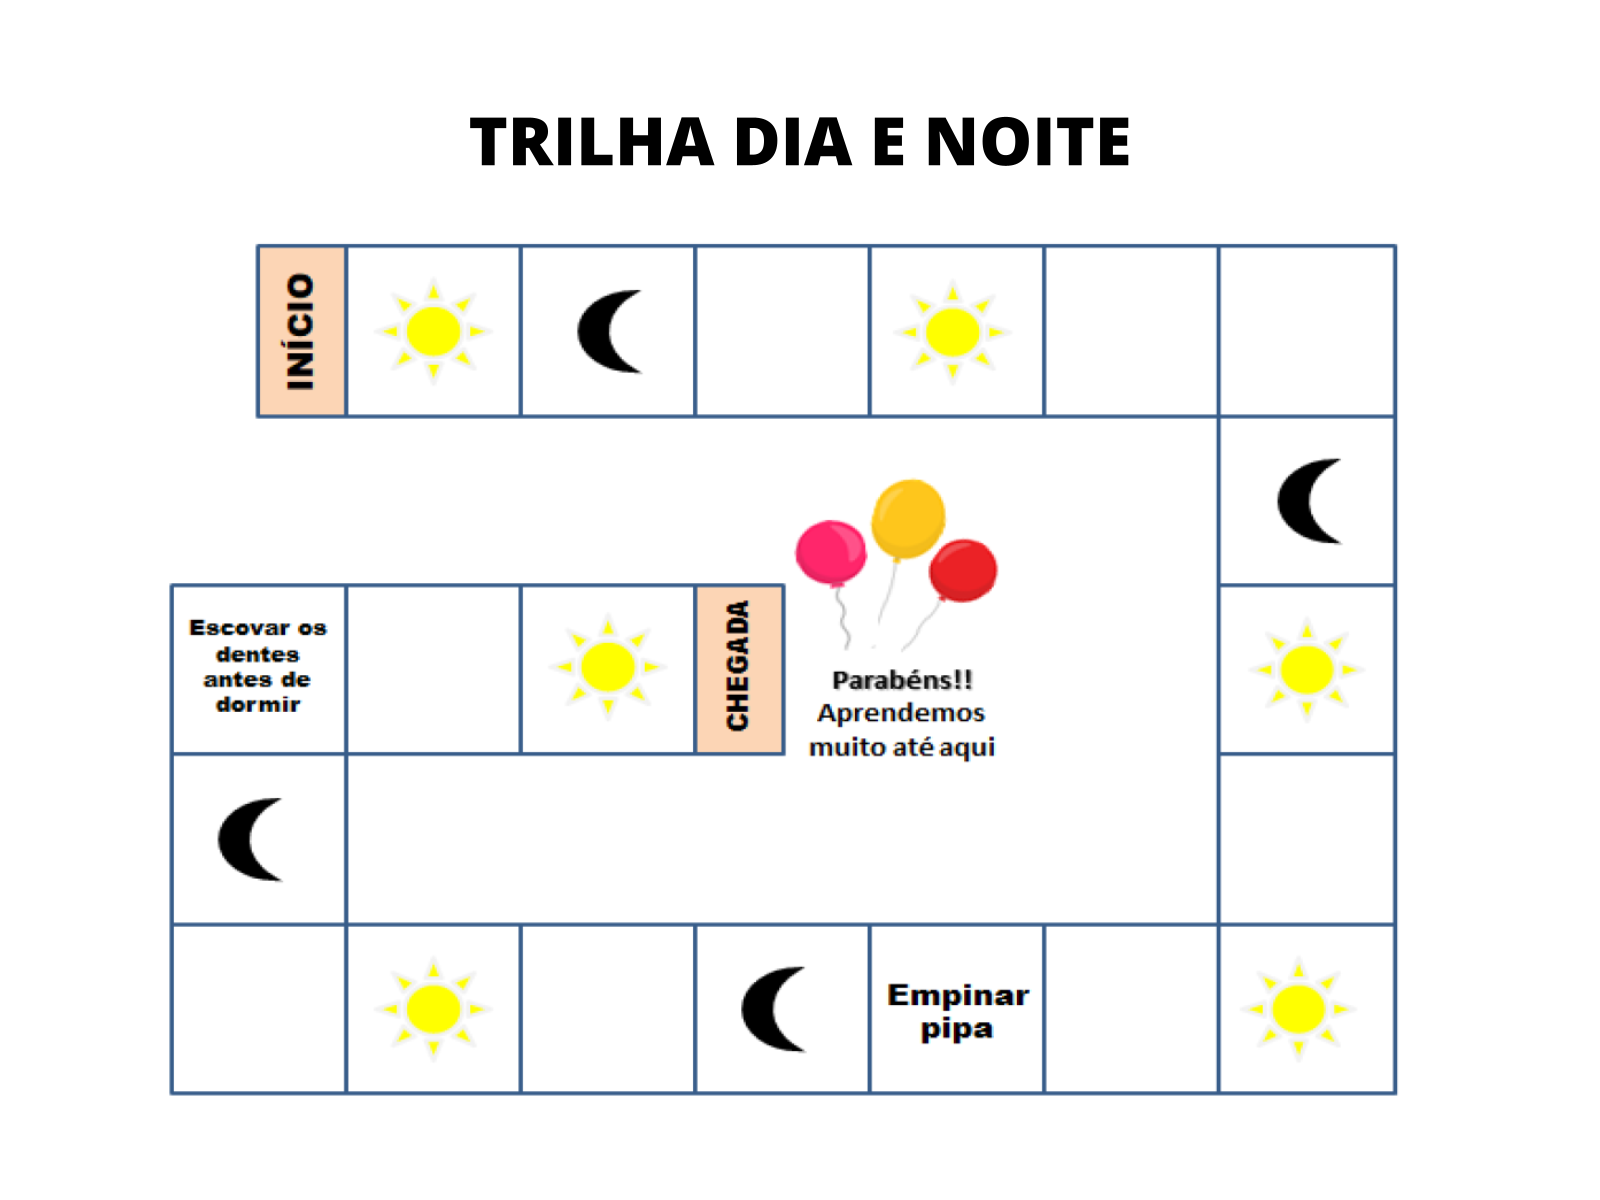 TRILHA DIA E NOITE
INÍCIO
Escovar os
dentes
antes de
dormir
CHEGADA
Parabéns!!
Aprendemos
muito até aqui
Empinar
pipa